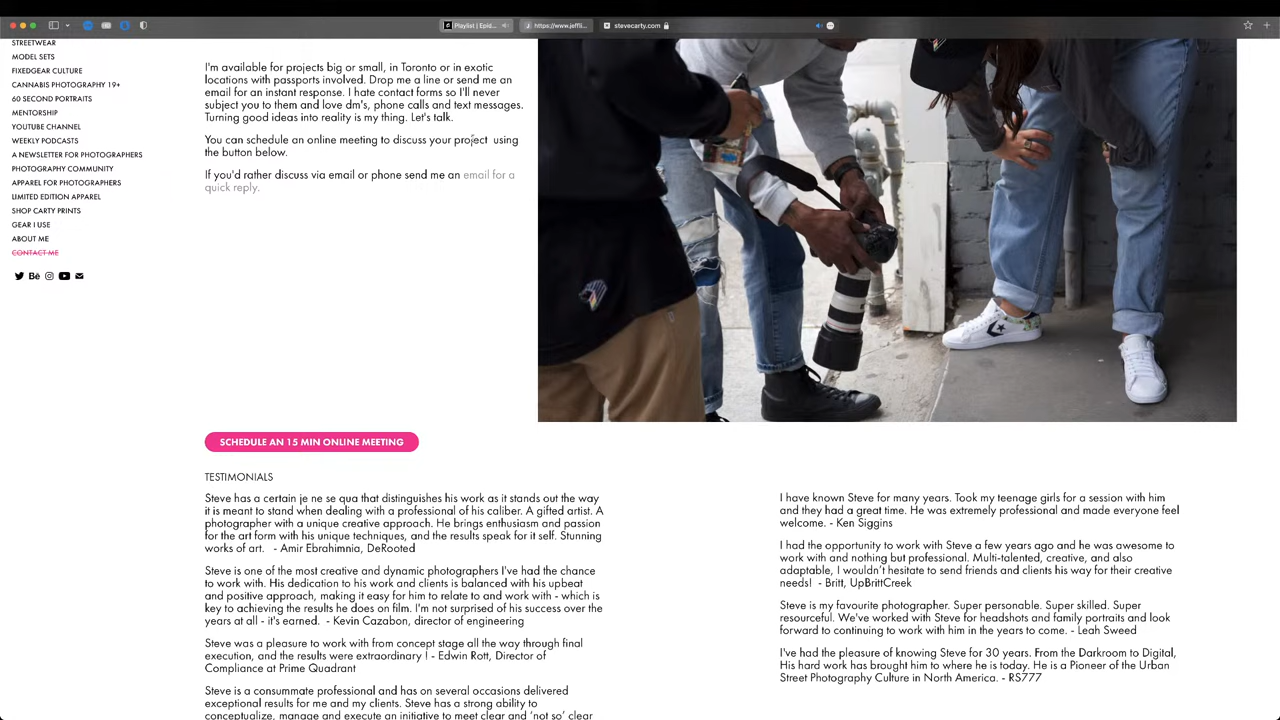 Playlist | Epid...
https://www.jeffli...
stevecarty.com
STREETWEAR
MODEL SETS
FIXEDGEAR CULTURE
CANNABIS PHOTOGRAPHY 19+
60 SECOND PORTRAITS
MENTORSHIP
YOUTUBE CHANNEL
WEEKLY PODCASTS
A NEWSLETTER FOR PHOTOGRAPHERS
PHOTOGRAPHY COMMUNITY
APPAREL FOR PHOTOGRAPHERS
LIMITED EDITION APPAREL
SHOP CARTY PRINTS
GEAR I USE
ABOUT ME
CONTACT ME
I'm available for projects big or small, in Toronto or in exotic
locations with passports involved. Drop me a line or send me an
email for an instant response. I hate contact forms so I'll never
subject you to them and love dm's, phone calls and text messages.
Turning good ideas into reality is my thing. Let's talk.
You can schedule an online meeting to discuss your project using
the button below.
If you'd rather discuss via email or phone send me an email for a
quick reply.
SCHEDULE AN 15 MIN ONLINE MEETING
TESTIMONIALS
Steve has a certain je ne se qua that distinguishes his work as it stands out the way
it is meant to stand when dealing with a professional of his caliber. A gifted artist. A
photographer with a unique creative approach. He brings enthusiasm and passion
for the art form with his unique techniques, and the results speak for it self. Stunning
works of art. - Amir Ebrahimnia, DeRooted
Steve is one of the most creative and dynamic photographers I've had the chance
to work with. His dedication to his work and clients is balanced with his upbeat
and positive approach, making it easy for him to relate to and work with - which is
key to achieving the results he does on film. I'm not surprised of his success over the
years at all - it's earned. - Kevin Cazabon, director of engineering
Steve was a pleasure to work with from concept stage all the way through final
execution, and the results were extraordinary ! - Edwin Rott, Director of
Compliance at Prime Quadrant
Steve is a consummate professional and has on several occasions delivered
exceptional results for me and my clients. Steve has a strong ability to
conceptualize, manage and execute an initiative to meet clear and ‘not so’ clear
I have known Steve for many years. Took my teenage girls for a session with him
and they had a great time. He was extremely professional and made everyone feel
welcome. - Ken Siggins
I had the opportunity to work with Steve a few years ago and he was awesome to
work with and nothing but professional. Multi-talented, creative, and also
adaptable, I wouldn’t hesitate to send friends and clients his way for their creative
needs! - Britt, UpBrittCreek
Steve is my favourite photographer. Super personable. Super skilled. Super
resourceful. We've worked with Steve for headshots and family portraits and look
forward to continuing to work with him in the years to come. - Leah Sweed
I've had the pleasure of knowing Steve for 30 years. From the Darkroom to Digital,
His hard work has brought him to where he is today. He is a Pioneer of the Urban
Street Photography Culture in North America. - RS777